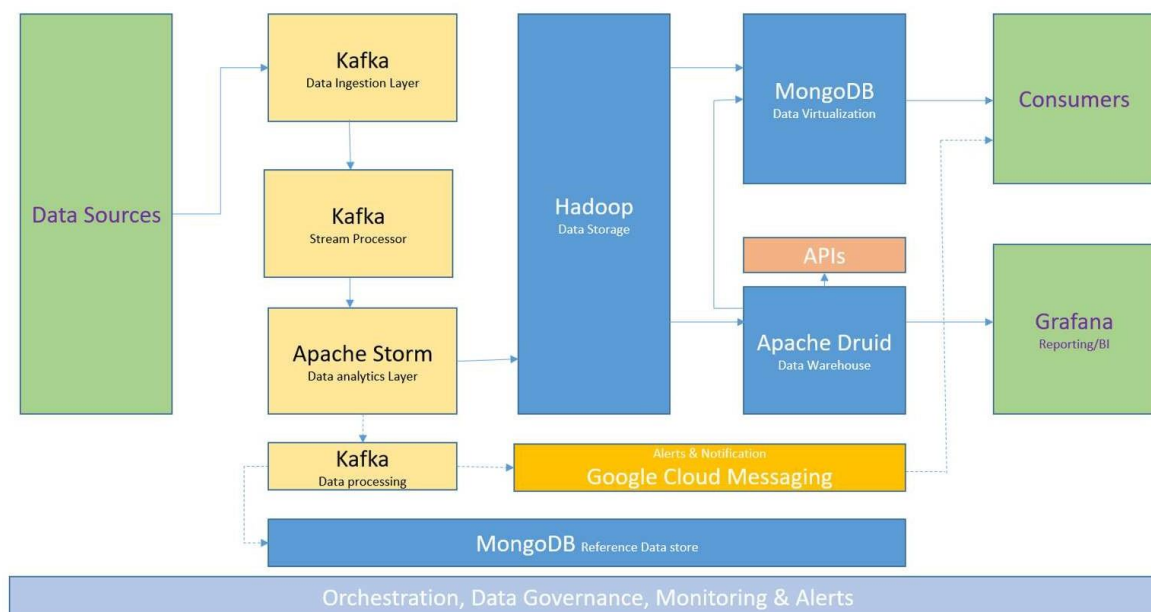 Data Sources
Kafka
Data Ingestion Layer
Kafka
Stream Processor
Apache Storm
Data analytics Layer
Kafka
Data processing
Hadoop
Data Storage
MongoDB
Data Virtualization
APIs
Apache Druid
Data Warehouse
Consumers
Grafana
Reporting/BI
Alerts & Notification
Google Cloud Messaging
MongoDB Reference Data store
Orchestration, Data Governance, Monitoring & Alerts